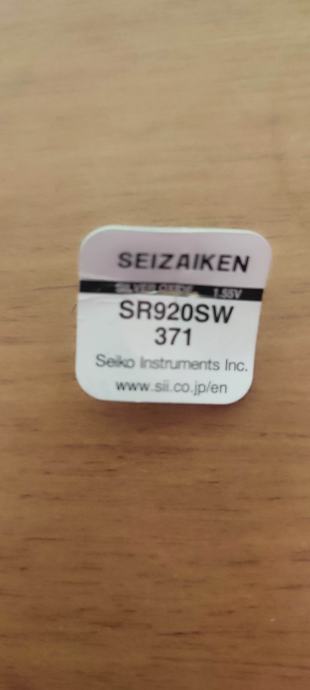 SEIZAIKEN
SILVER OXIDE 1.55V
SR920SW
371
Seiko Instruments Inc.
www.sii.co.jp/en